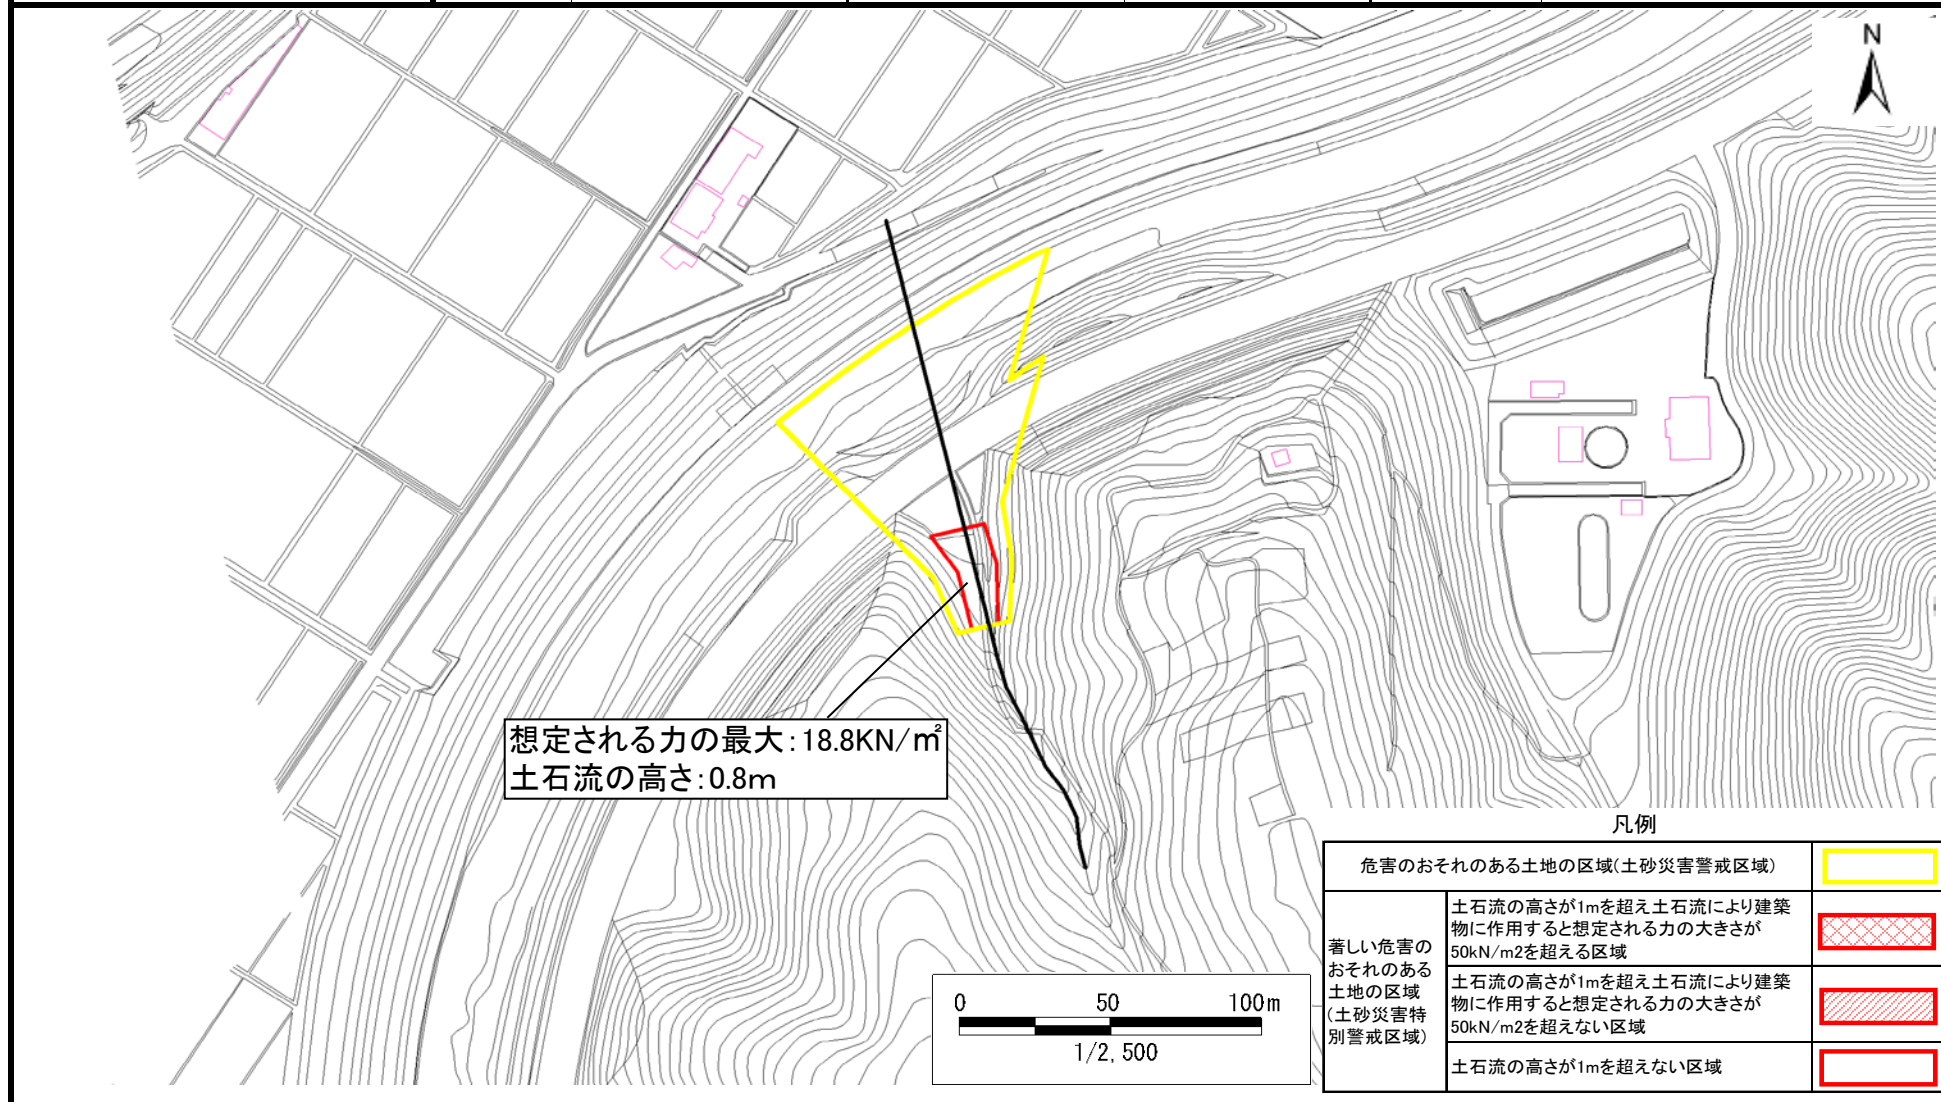 N
想定される力の最大:18.8KN/㎡
土石流の高さ:0.8m
凡例
危害のおそれのある土地の区域(土砂災害警戒区域)
著しい危害の
おそれのある
土地の区域
(土砂災害特
別警戒区域)
土石流の高さが1mを超え土石流により建築
物に作用すると想定される力の大きさが
50kN/m2を超える区域
土石流の高さが1mを超え土石流により建築
物に作用すると想定される力の大きさが
50kN/m2を超えない区域
土石流の高さが1mを超えない区域
0 50 100m
1/2,500